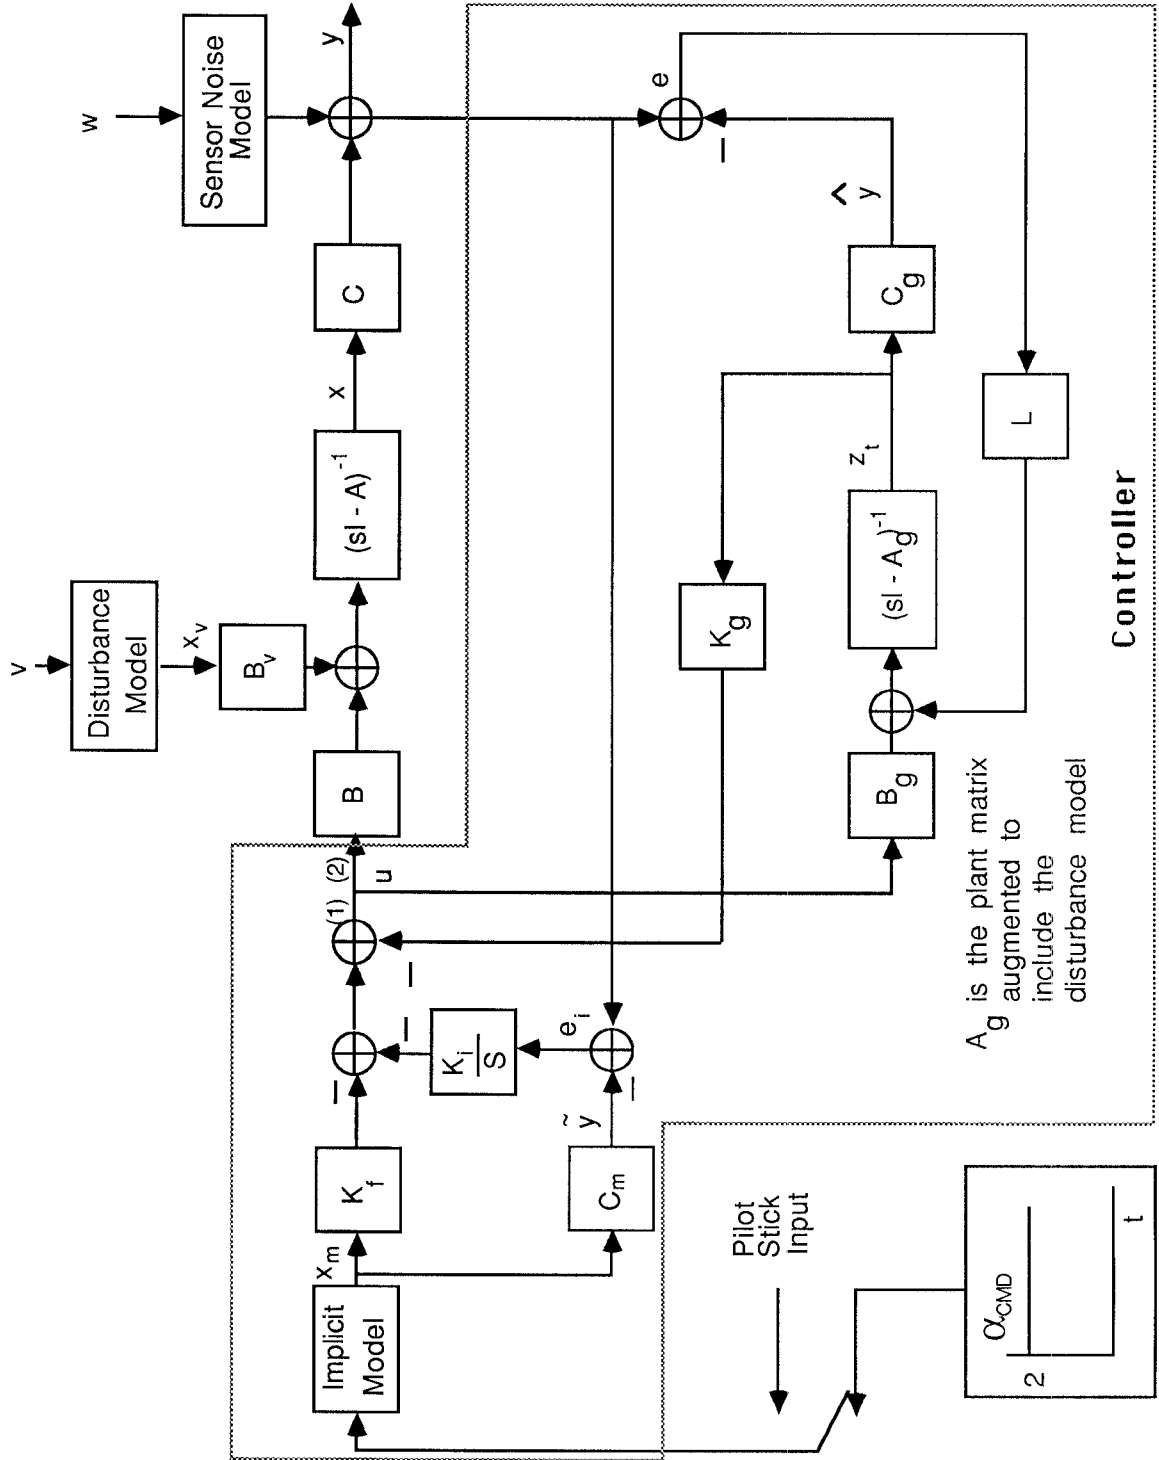 v
Disturbance
Model
x_v
B_v
w
Sensor Noise
Model
Implicit
Model
x_m
K_f
(1)
(2)
u
B
(sI - A)^-1
x
C
y
K_i
S
e_i
C_m
ỹ
K_g
e
B_g
(sI - A_g)^-1
z_t
C_g
ŷ
L
A_g is the plant matrix
augmented to
include the
disturbance model
Controller
Pilot
Stick
Input
α_CMD
2
t